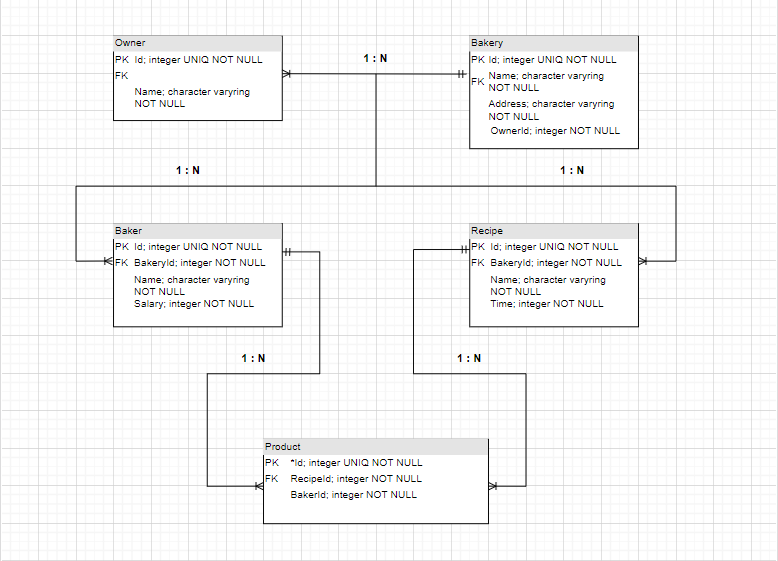 Owner
PK Id; integer UNIQ NOT NULL
FK
Name; character varyring
NOT NULL
1 : N
Bakery
PK Id; integer UNIQ NOT NULL
FK Name; character varyring
NOT NULL
Address; character varyring
NOT NULL
OwnerId; integer NOT NULL
1 : N
1 : N
Baker
PK Id; integer UNIQ NOT NULL
FK BakeryId; integer NOT NULL
Name; character varyring
NOT NULL
Salary; integer NOT NULL
Recipe
PK Id; integer UNIQ NOT NULL
FK BakeryId; integer NOT NULL
Name; character varyring
NOT NULL
Time; integer NOT NULL
1 : N
1 : N
Product
PK *Id; integer UNIQ NOT NULL
FK RecipeId; integer NOT NULL
BakerId; integer NOT NULL